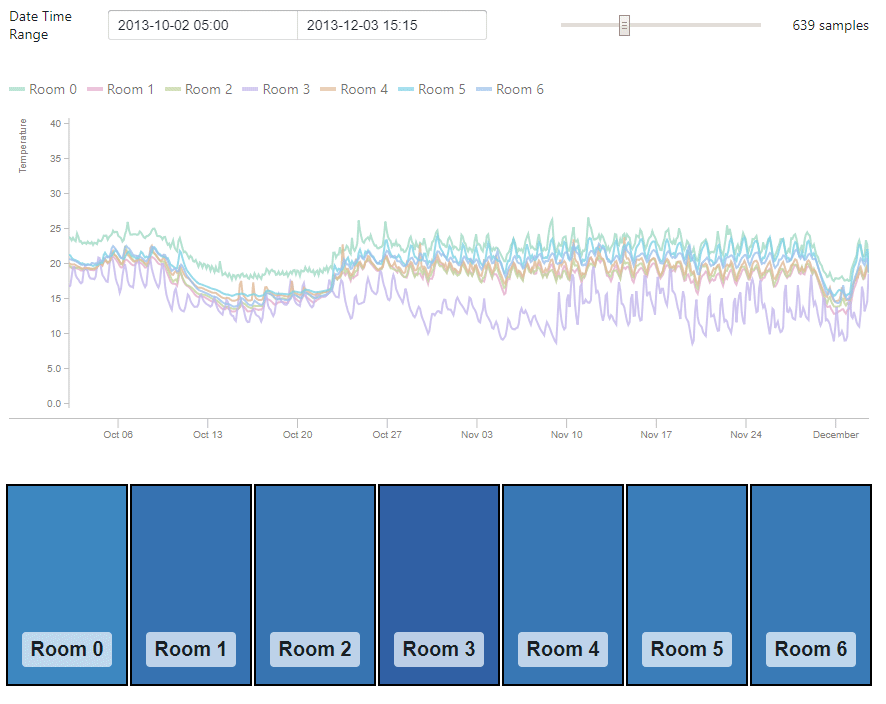 Date Time
Range
2013-10-02 05:00 2013-12-03 15:15 639 samples
Room 0 Room 1 Room 2 Room 3 Room 4 Room 5 Room 6
Temperature
40
35
30
25
20
15
10
5.0
0.0
Oct 06 Oct 13 Oct 20 Oct 27 Nov 03 Nov 10 Nov 17 Nov 24 December
Room 0 Room 1 Room 2 Room 3 Room 4 Room 5 Room 6